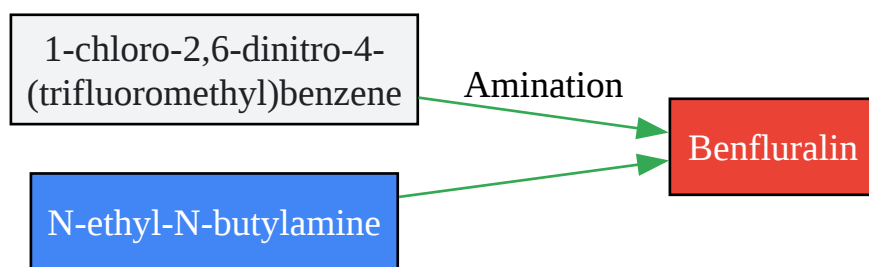 1-chloro-2,6-dinitro-4-
(trifluoromethyl)benzene
Amination
Benfluralin
N-ethyl-N-butylamine